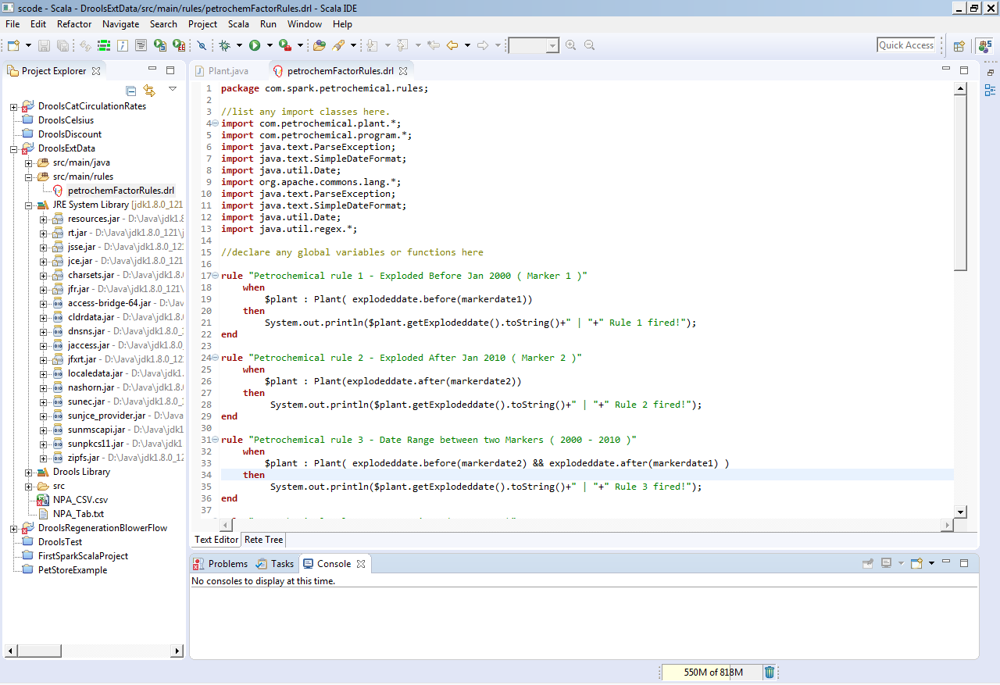 scode - Scala - DroolsExtData/src/main/rules/petrochemFactorRules.drl - Scala IDE
File Edit Refactor Navigate Search Project Scala Run Window Help
Quick Access
Project Explorer
DroolsCatCirculationRates
DroolsCelsius
DroolsDiscount
DroolsExtData
src/main/java
src/main/rules
petrochemFactorRules.drl
JRE System Library [jdk1.8.0_121
resources.jar - D:\Java\jdk1.8
rt.jar - D:\Java\jdk1.8.0_121\j
jsse.jar - D:\Java\jdk1.8.0_121
jce.jar - D:\Java\jdk1.8.0_121
charsets.jar - D:\Java\jdk1.8.
jfr.jar - D:\Java\jdk1.8.0_121\
access-bridge-64.jar - D:\Jav
cldrdata.jar - D:\Java\jdk1.8.
dnsns.jar - D:\Java\jdk1.8.0_
jaccess.jar - D:\Java\jdk1.8.0
jfxrt.jar - D:\Java\jdk1.8.0_12
localedata.jar - D:\Java\jdk1.
nashorn.jar - D:\Java\jdk1.8.
sunec.jar - D:\Java\jdk1.8.0_
sunjce_provider.jar - D:\Java
sunmscapi.jar - D:\Java\jdk1
sunpkcs11.jar - D:\Java\jdk1
zipfs.jar - D:\Java\jdk1.8.0_12
Drools Library
src
NPA_CSV.csv
NPA_Tab.txt
DroolsRegenerationBlowerFlow
DroolsTest
FirstSparkScalaProject
PetStoreExample
Plant.java petrochemFactorRules.drl
1 package com.spark.petrochemical.rules;
2
3 //list any import classes here.
4 import com.petrochemical.plant.*;
5 import com.petrochemical.program.*;
6 import java.text.ParseException;
7 import java.text.SimpleDateFormat;
8 import java.util.Date;
9 import org.apache.commons.lang.*;
10 import java.text.ParseException;
11 import java.text.SimpleDateFormat;
12 import java.util.Date;
13 import java.util.regex.*;
14
15 //declare any global variables or functions here
16
17 rule "Petrochemical rule 1 - Exploded Before Jan 2000 ( Marker 1 )"
18 when
19 $plant : Plant( explodeddate.before(markerdate1))
20 then
21 System.out.println($plant.getExplodeddate().toString()+" | "+" Rule 1 fired!");
22 end
23
24 rule "Petrochemical rule 2 - Exploded After Jan 2010 ( Marker 2 )"
25 when
26 $plant : Plant(explodeddate.after(markerdate2))
27 then
28 System.out.println($plant.getExplodeddate().toString()+" | "+" Rule 2 fired!");
29 end
30
31 rule "Petrochemical rule 3 - Date Range between two Markers ( 2000 - 2010 )"
32 when
33 $plant : Plant( explodeddate.before(markerdate2) && explodeddate.after(markerdate1) )
34 then
35 System.out.println($plant.getExplodeddate().toString()+" | "+" Rule 3 fired!");
36 end
37
Text Editor Rete Tree
Problems Tasks Console
No consoles to display at this time.
550M of 818M